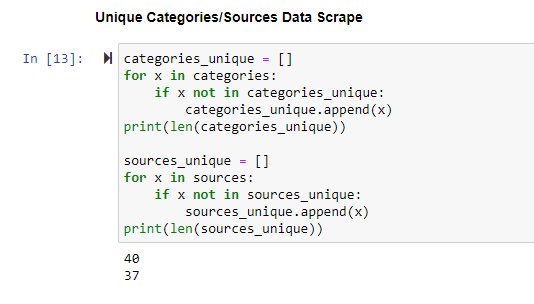 Unique Categories/Sources Data Scrape
In [13]:
categories_unique = []
for x in categories:
    if x not in categories_unique:
        categories_unique.append(x)
print(len(categories_unique))

sources_unique = []
for x in sources:
    if x not in sources_unique:
        sources_unique.append(x)
print(len(sources_unique))
40
37